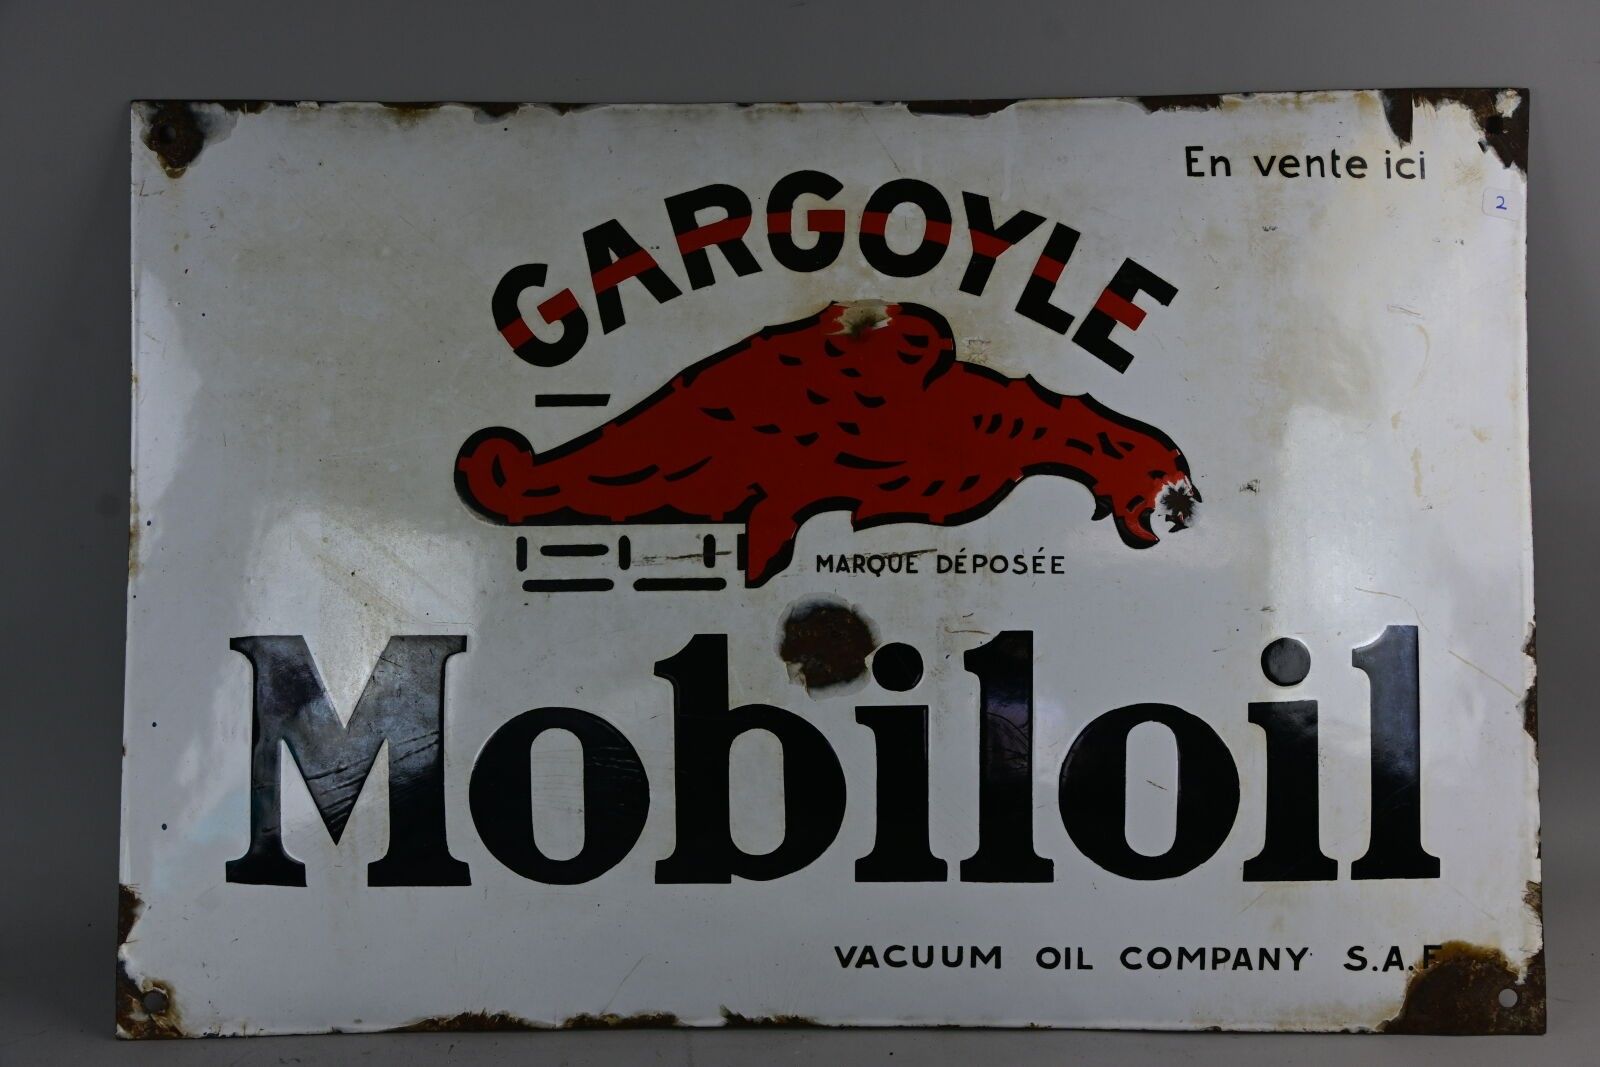 En vente ici
2
GARGOYLE
MARQUE DÉPOSÉE
Mobiloil
VACUUM OIL COMPANY S.A.F